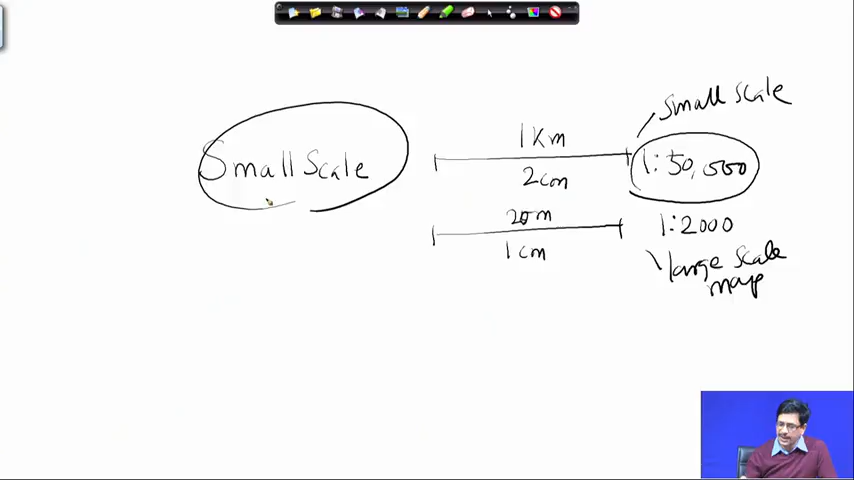 Small Scale
1 Km
2 cm
1:50,000
Small Scale
20 m
1 cm
1:2000
large Scale
map